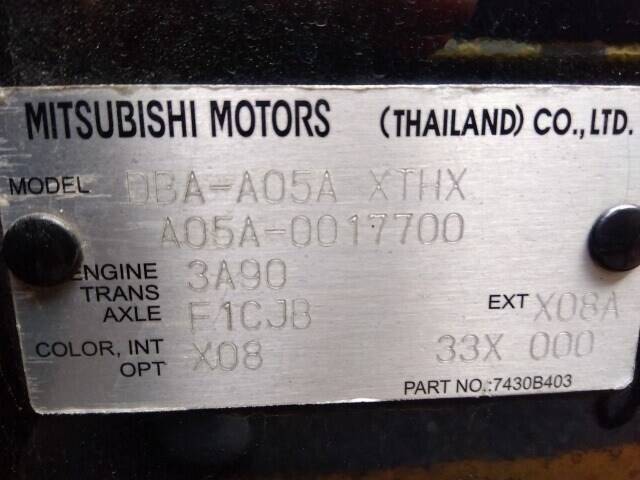 MITSUBISHI MOTORS (THAILAND) CO., LTD.
MODEL DBA-A05A XTHX
A05A-0017700
ENGINE 3A90
TRANS
AXLE F1CJB EXT X08A
COLOR, INT X08 33X 000
OPT
PART NO.:7430B403